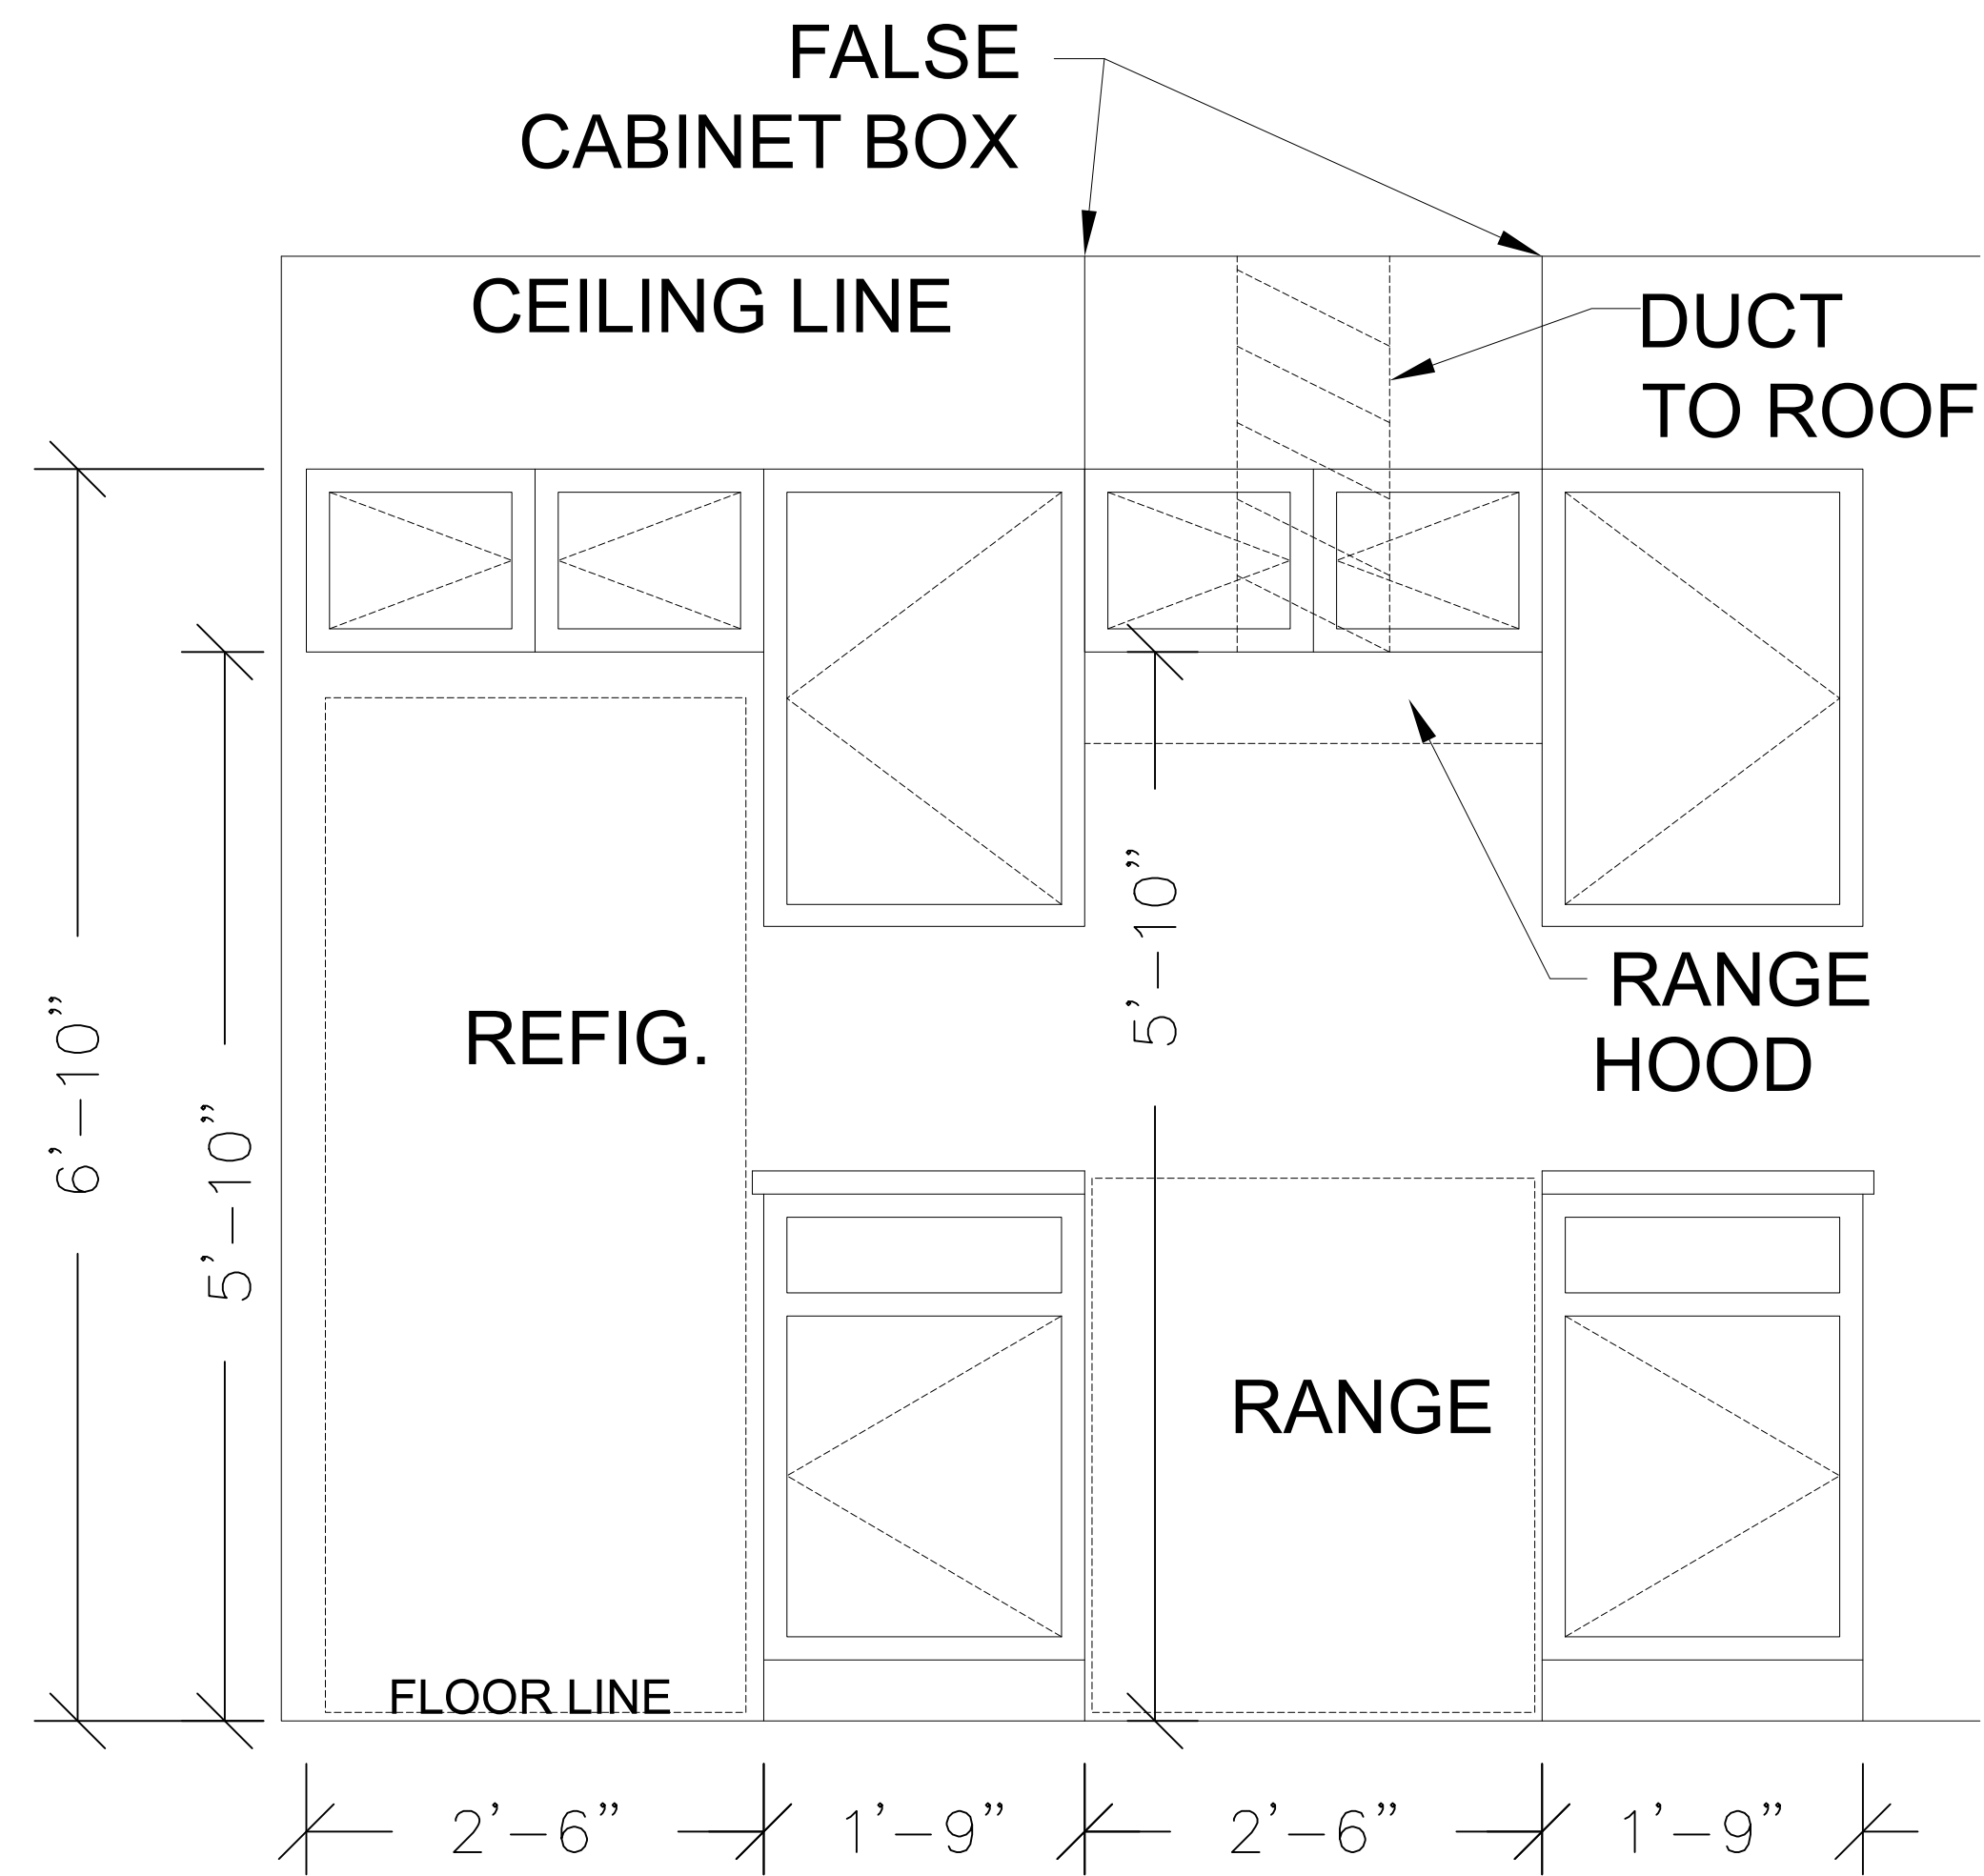 FALSE
CABINET BOX
CEILING LINE
DUCT
TO ROOF
6'-10"
5'-10"
5'-10"
REFIG.
RANGE
HOOD
RANGE
FLOOR LINE
2'-6"
1'-9"
2'-6"
1'-9"